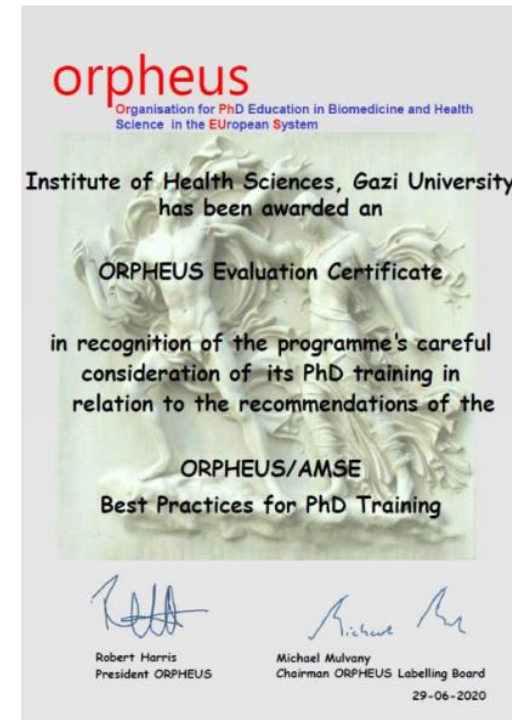 orpheus
Organisation for PhD Education in Biomedicine and Health
Science in the EUropean System
Institute of Health Sciences, Gazi University
has been awarded an
ORPHEUS Evaluation Certificate
in recognition of the programme's careful
consideration of its PhD training in
relation to the recommendations of the
ORPHEUS/AMSE
Best Practices for PhD Training
Robert Harris
President ORPHEUS
Michael Mulvany
Chairman ORPHEUS Labelling Board
29-06-2020